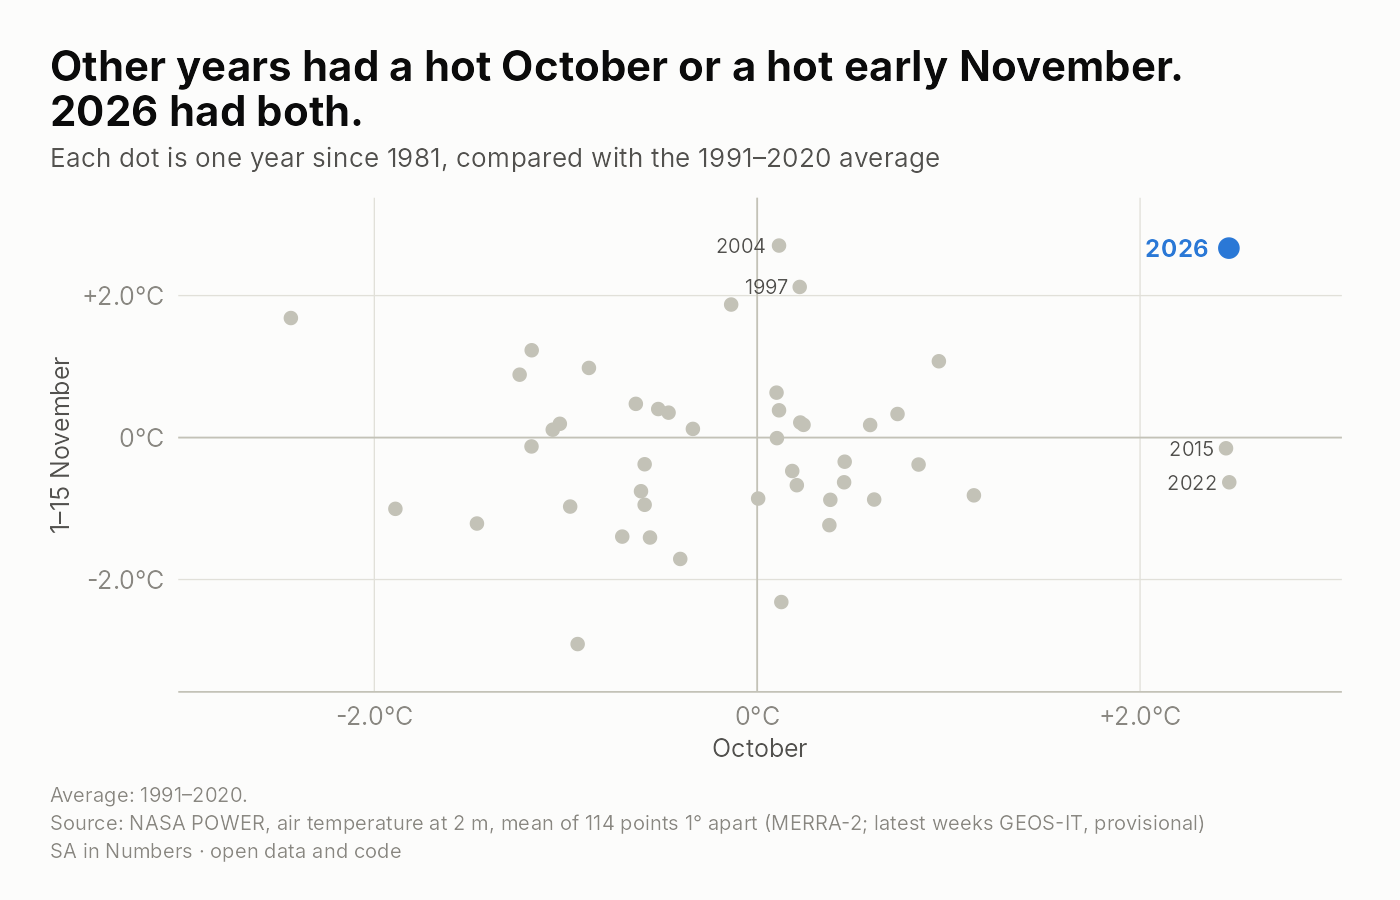 Other years had a hot October or a hot early November.
2026 had both.
Each dot is one year since 1981, compared with the 1991–2020 average
2004
2026
1997
+2.0°C
0°C
2015
2022
-2.0°C
1–15 November
-2.0°C
0°C
+2.0°C
October
Average: 1991–2020.
Source: NASA POWER, air temperature at 2 m, mean of 114 points 1° apart (MERRA-2; latest weeks GEOS-IT, provisional)
SA in Numbers · open data and code